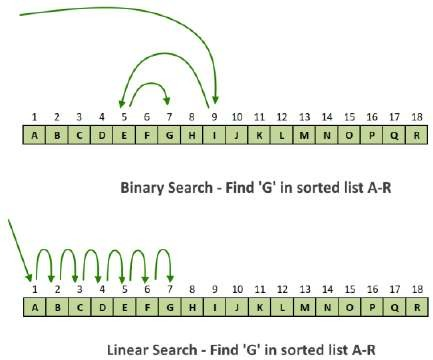 1 2 3 4 5 6 7 8 9 10 11 12 13 14 15 16 17 18
A B C D E F G H I J K L M N O P Q R
Binary Search - Find 'G' in sorted list A-R
1 2 3 4 5 6 7 8 9 10 11 12 13 14 15 16 17 18
A B C D E F G H I J K L M N O P Q R
Linear Search - Find 'G' in sorted list A-R